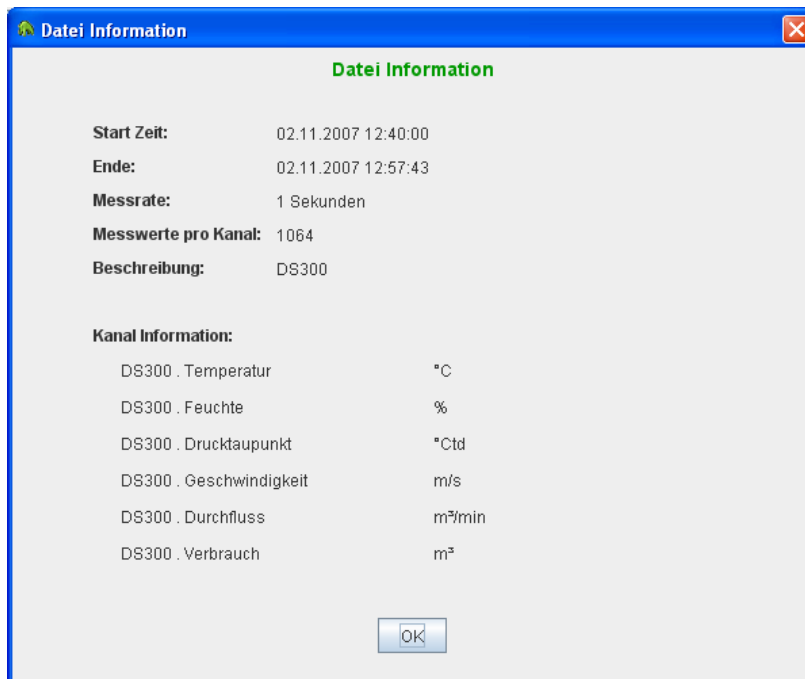 Datei Information
Datei Information
Start Zeit: 02.11.2007 12:40:00
Ende: 02.11.2007 12:57:43
Messrate: 1 Sekunden
Messwerte pro Kanal: 1064
Beschreibung: DS300
Kanal Information:
DS300 . Temperatur °C
DS300 . Feuchte %
DS300 . Drucktaupunkt °Ctd
DS300 . Geschwindigkeit m/s
DS300 . Durchfluss m³/min
DS300 . Verbrauch m³
OK